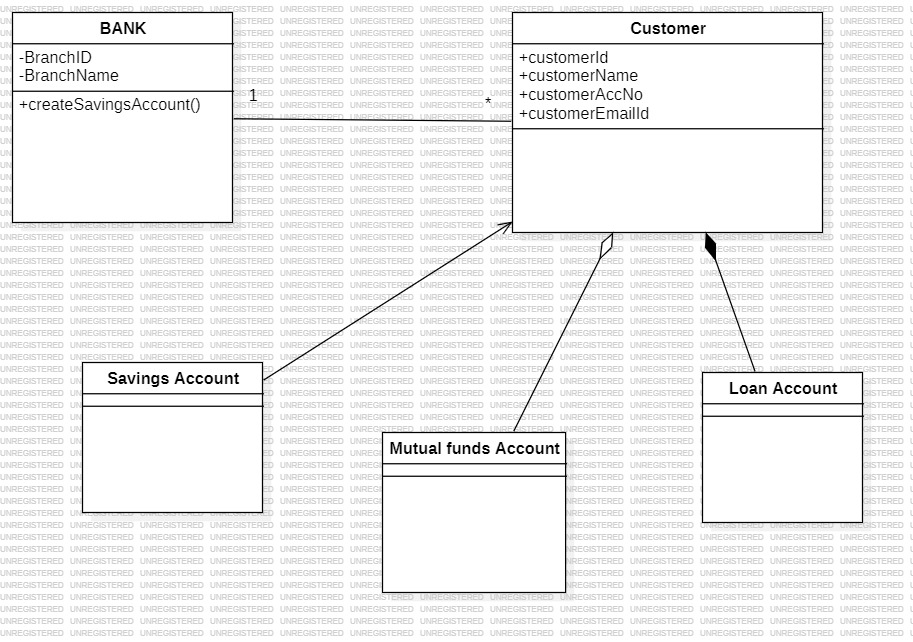 BANK
-BranchID
-BranchName
+createSavingsAccount()
1
*
Customer
+customerId
+customerName
+customerAccNo
+customerEmailId
Savings Account
Mutual funds Account
Loan Account
UNREGISTERED